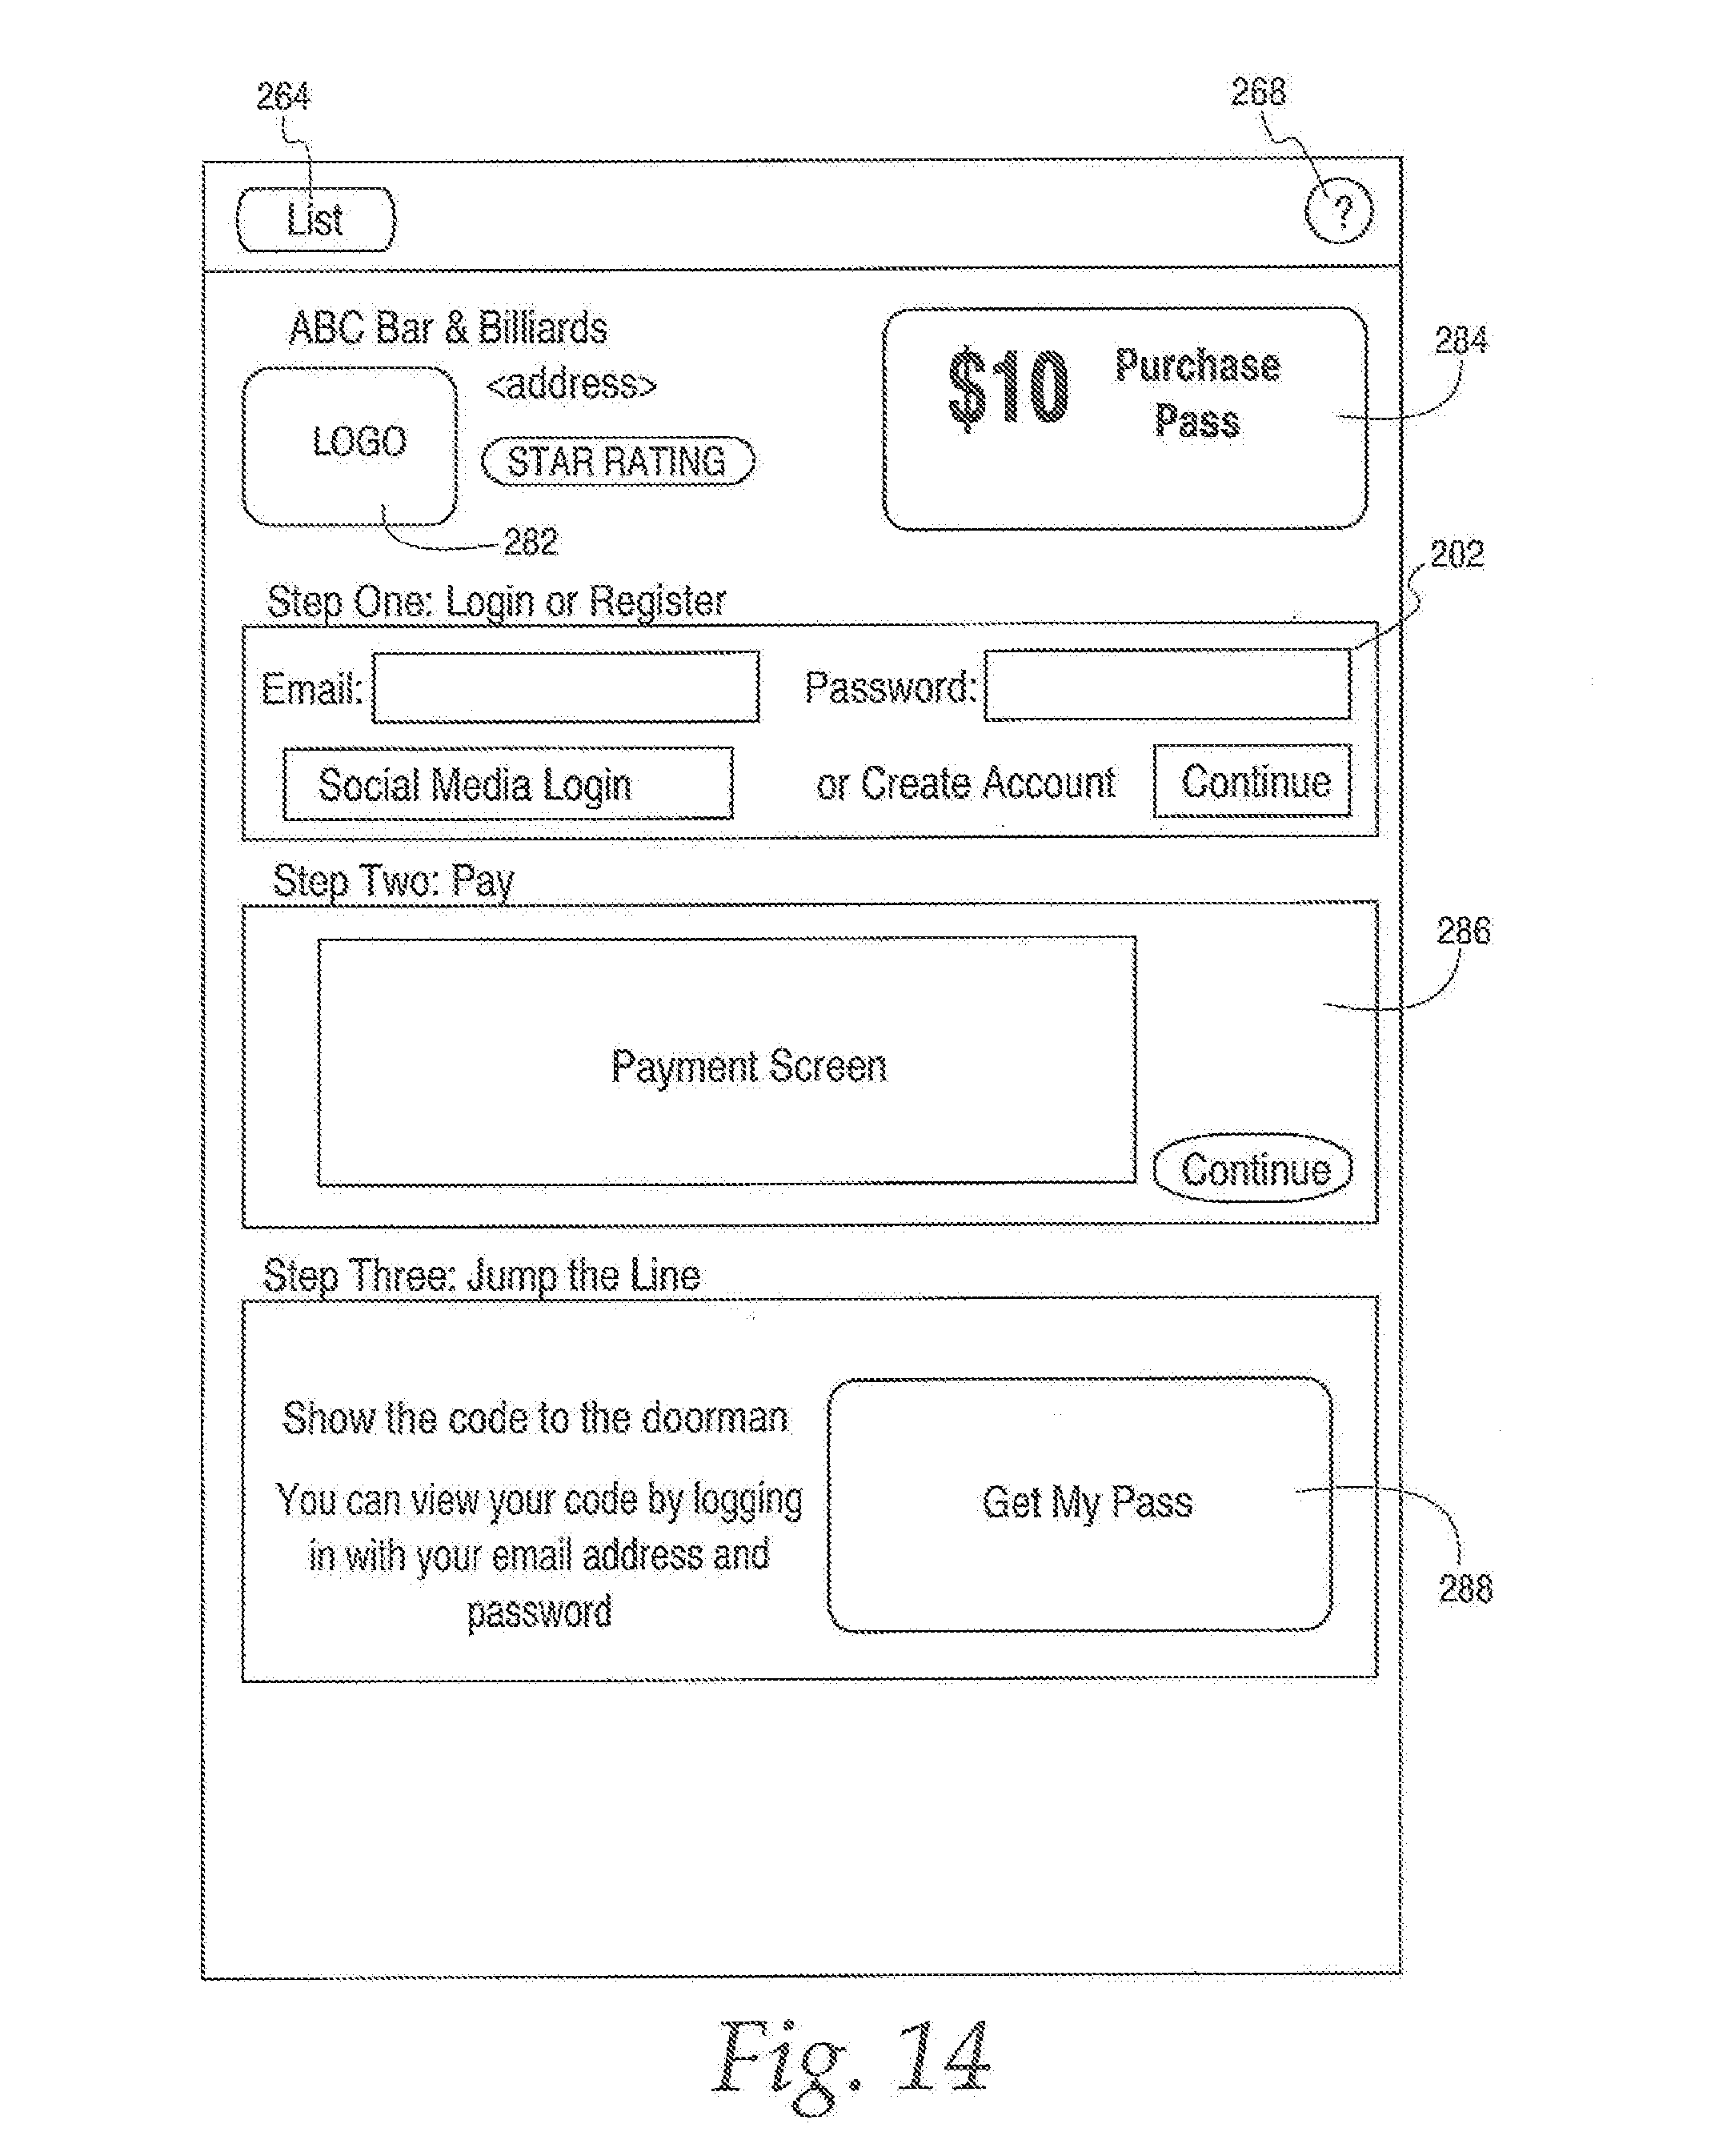 264
268
List
?
ABC Bar & Billiards
<address>
LOGO
STAR RATING
282
$10
Purchase
Pass
284
202
Step One: Login or Register
Email:
Password:
Social Media Login
or Create Account
Continue
Step Two: Pay
286
Payment Screen
Continue
Step Three: Jump the Line
Show the code to the doorman
You can view your code by logging
in with your email address and
password
Get My Pass
288
Fig. 14